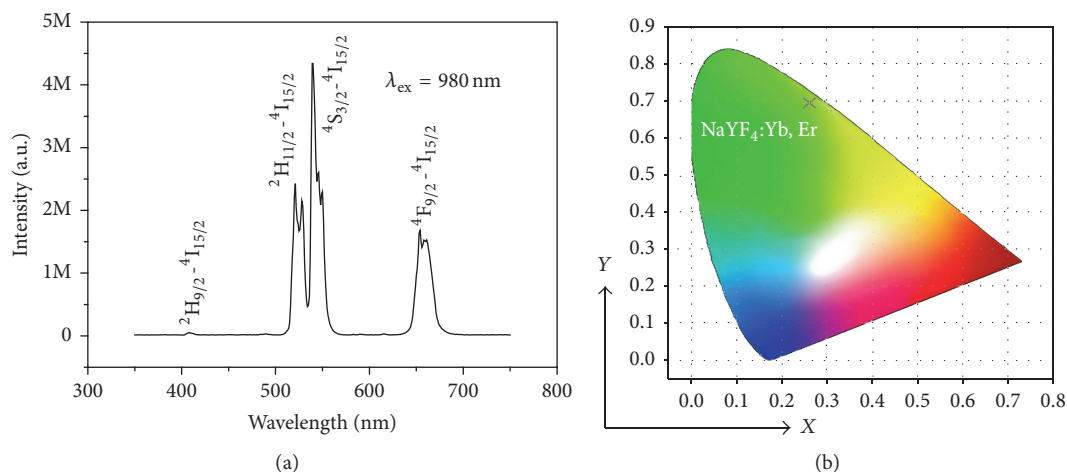 5M
4M
3M
2M
1M
0
Intensity (a.u.)
300 400 500 600 700 800
Wavelength (nm)
λex = 980 nm
²H9/2-⁴I15/2
²H11/2-⁴I15/2
⁴S3/2-⁴I15/2
⁴F9/2-⁴I15/2
(a)
0.9
0.8
0.7
0.6
0.5
0.4
0.3
0.2
0.1
0.0
Y
NaYF₄:Yb, Er
0.0 0.1 0.2 0.3 0.4 0.5 0.6 0.7 0.8
X
(b)